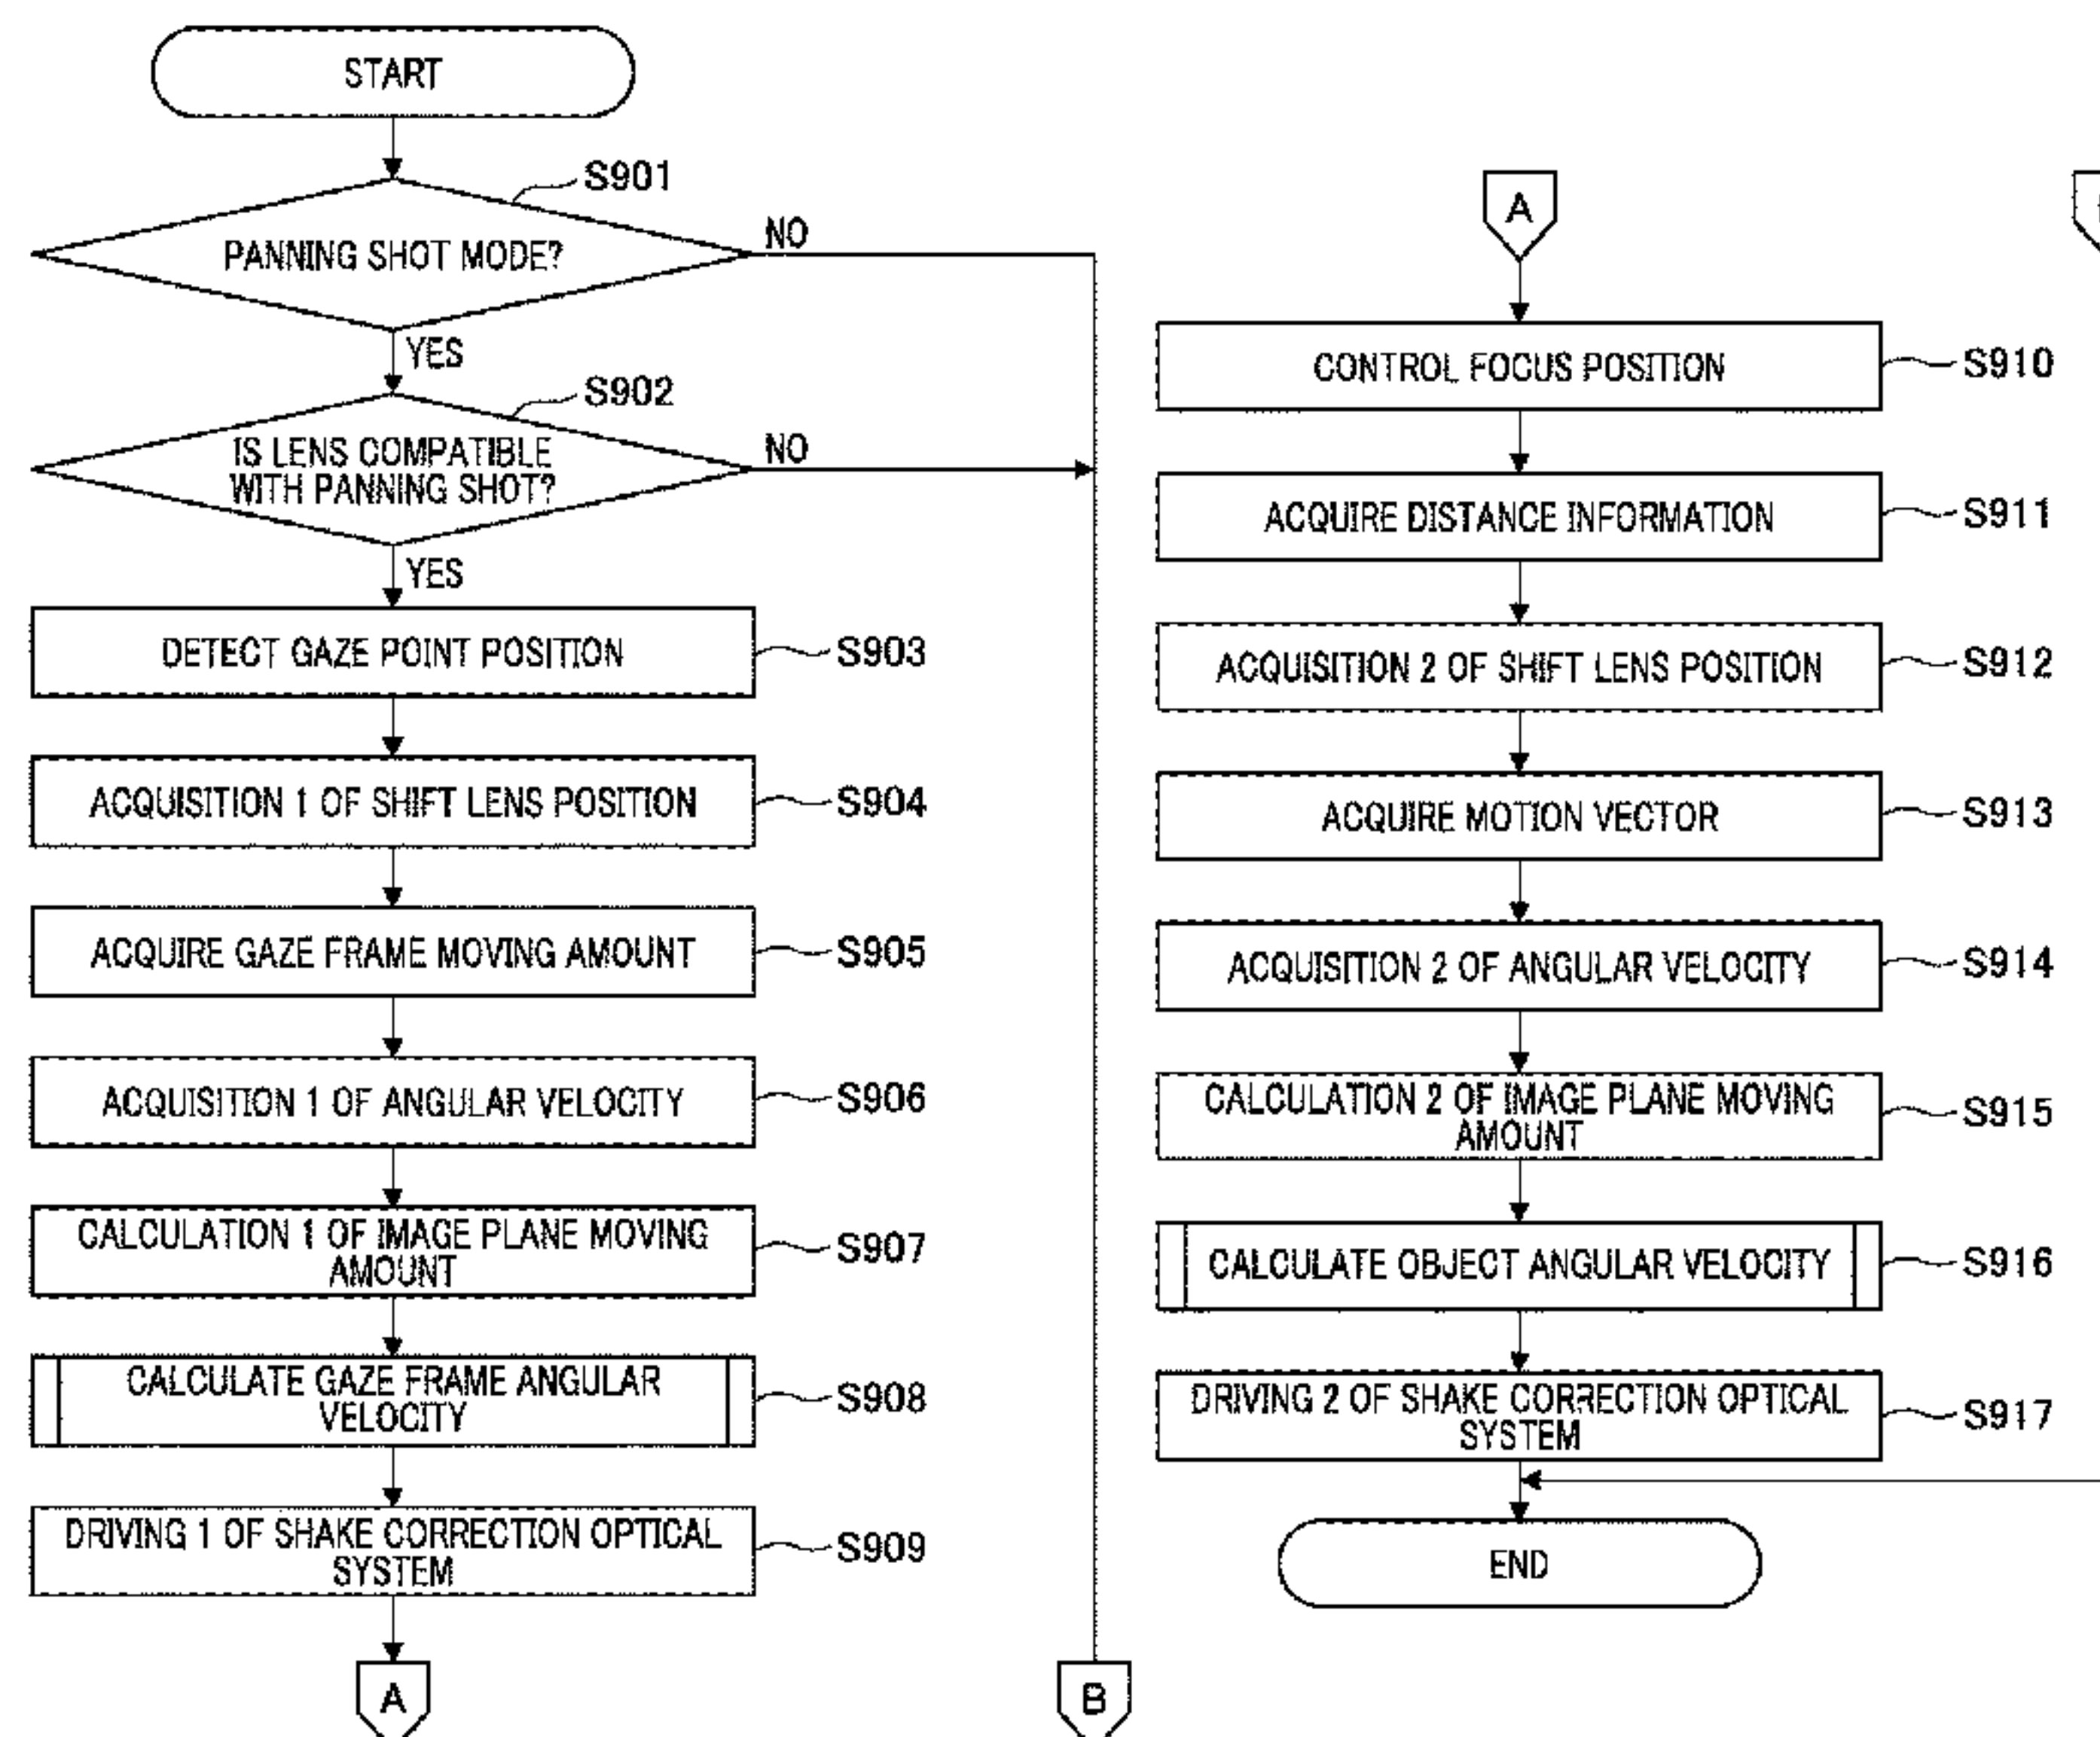 START
S901
PANNING SHOT MODE?
NO
YES
S902
IS LENS COMPATIBLE
WITH PANNING SHOT?
NO
YES
DETECT GAZE POINT POSITION
S903
ACQUISITION 1 OF SHIFT LENS POSITION
S904
ACQUIRE GAZE FRAME MOVING AMOUNT
S905
ACQUISITION 1 OF ANGULAR VELOCITY
S906
CALCULATION 1 OF IMAGE PLANE MOVING
AMOUNT
S907
CALCULATE GAZE FRAME ANGULAR
VELOCITY
S908
DRIVING 1 OF SHAKE CORRECTION OPTICAL
SYSTEM
S909
A
B
A
CONTROL FOCUS POSITION
S910
ACQUIRE DISTANCE INFORMATION
S911
ACQUISITION 2 OF SHIFT LENS POSITION
S912
ACQUIRE MOTION VECTOR
S913
ACQUISITION 2 OF ANGULAR VELOCITY
S914
CALCULATION 2 OF IMAGE PLANE MOVING
AMOUNT
S915
CALCULATE OBJECT ANGULAR VELOCITY
S916
DRIVING 2 OF SHAKE CORRECTION OPTICAL
SYSTEM
S917
END